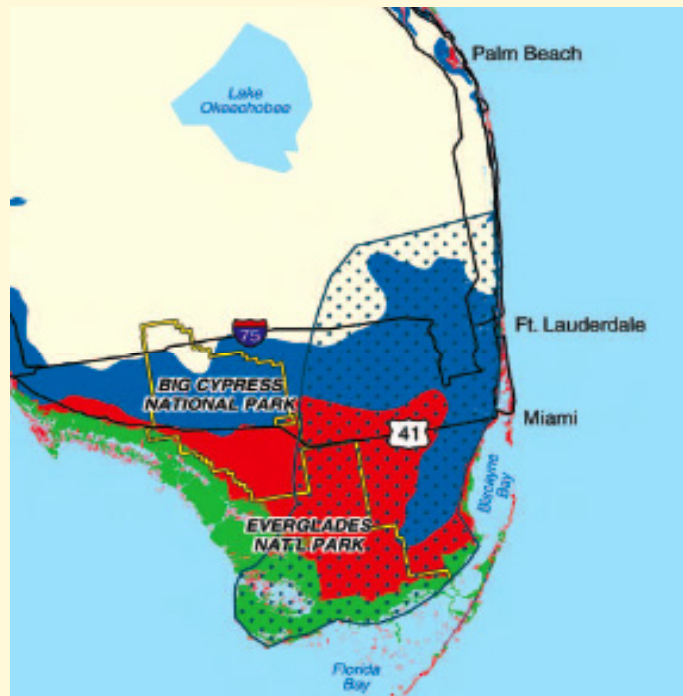 Palm Beach
Lake
Okeechobee
75
Ft. Lauderdale
BIG CYPRESS
NATIONAL PARK
41
Miami
Biscayne
Bay
EVERGLADES
NAT'L PARK
Florida
Bay